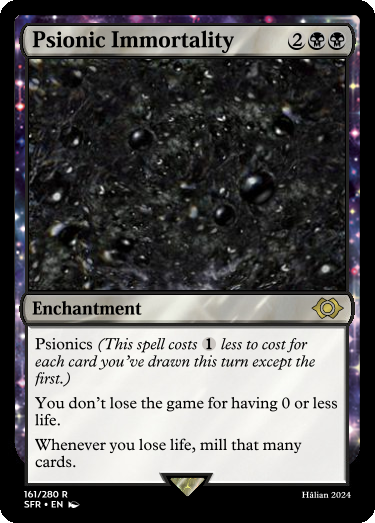 Psionic Immortality 2
Enchantment
Psionics (This spell costs 1 less to cost for
each card you've drawn this turn except the
first.)
You don't lose the game for having 0 or less
life.
Whenever you lose life, mill that many
cards.
161/280 R
SFR • EN
Hâlian 2024